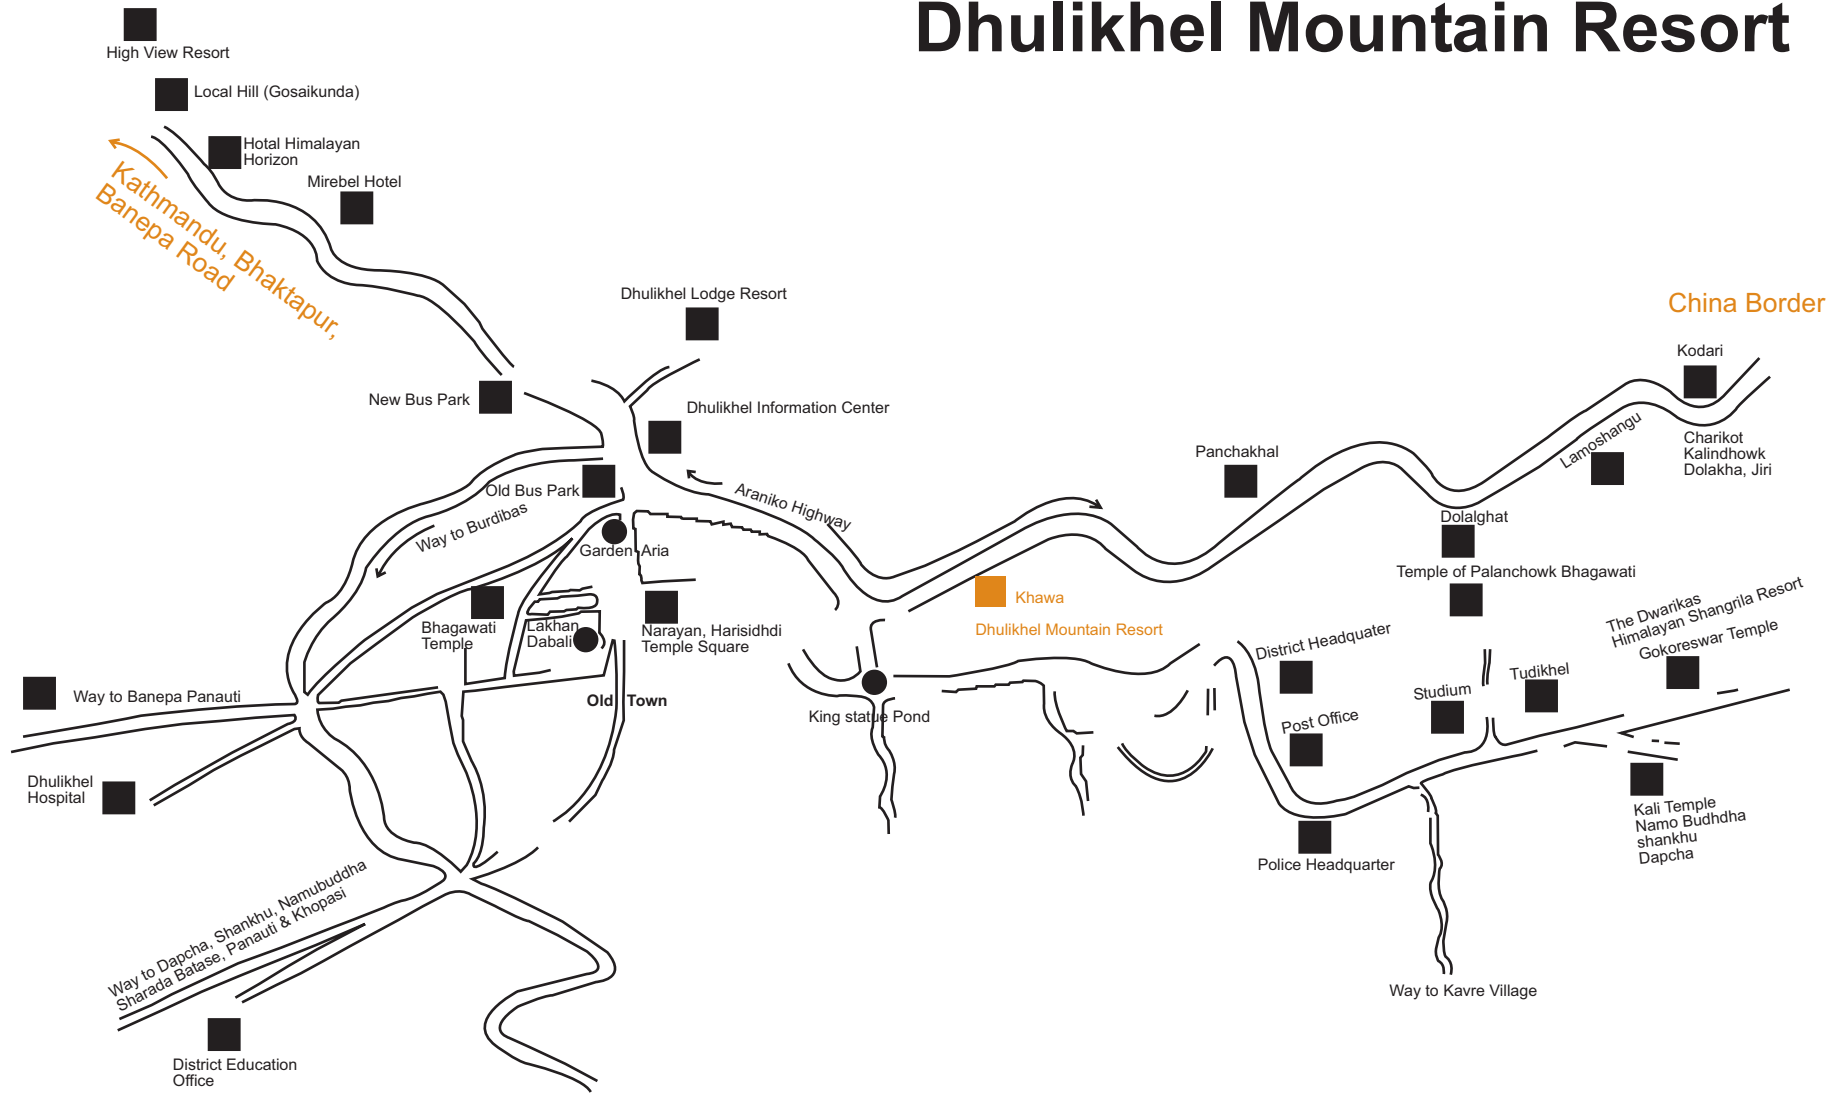 Dhulikhel Mountain Resort
High View Resort
Local Hill (Gosaikunda)
Hotal Himalayan
Horizon
Mirebel Hotel
Kathmandu, Bhaktapur,
Banepa Road
Dhulikhel Lodge Resort
China Border
Kodari
New Bus Park
Dhulikhel Information Center
Charikot
Kalindhowk
Dolakha, Jiri
Lamoshangu
Panchakhal
Old Bus Park
Araniko Highway
Way to Burdibas
Dolalghat
Garden Aria
Temple of Palanchowk Bhagawati
Khawa
Dhulikhel Mountain Resort
The Dwarikas
Himalayan Shangrila Resort
Gokoreswar Temple
Bhagawati
Temple
Lakhan
Dabali
Narayan, Harisidhdi
Temple Square
District Headquater
Tudikhel
Studium
Way to Banepa Panauti
Old Town
King statue Pond
Post Office
Dhulikhel
Hospital
Kali Temple
Namo Budhdha
shankhu
Dapcha
Police Headquarter
Way to Dapcha, Shankhu, Namubuddha
Sharada Batase, Panauti & Khopasi
Way to Kavre Village
District Education
Office